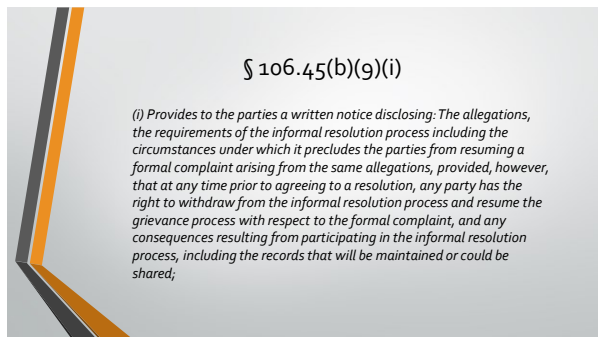 § 106.45(b)(9)(i)
(i) Provides to the parties a written notice disclosing: The allegations,
the requirements of the informal resolution process including the
circumstances under which it precludes the parties from resuming a
formal complaint arising from the same allegations, provided, however,
that at any time prior to agreeing to a resolution, any party has the
right to withdraw from the informal resolution process and resume the
grievance process with respect to the formal complaint, and any
consequences resulting from participating in the informal resolution
process, including the records that will be maintained or could be
shared;